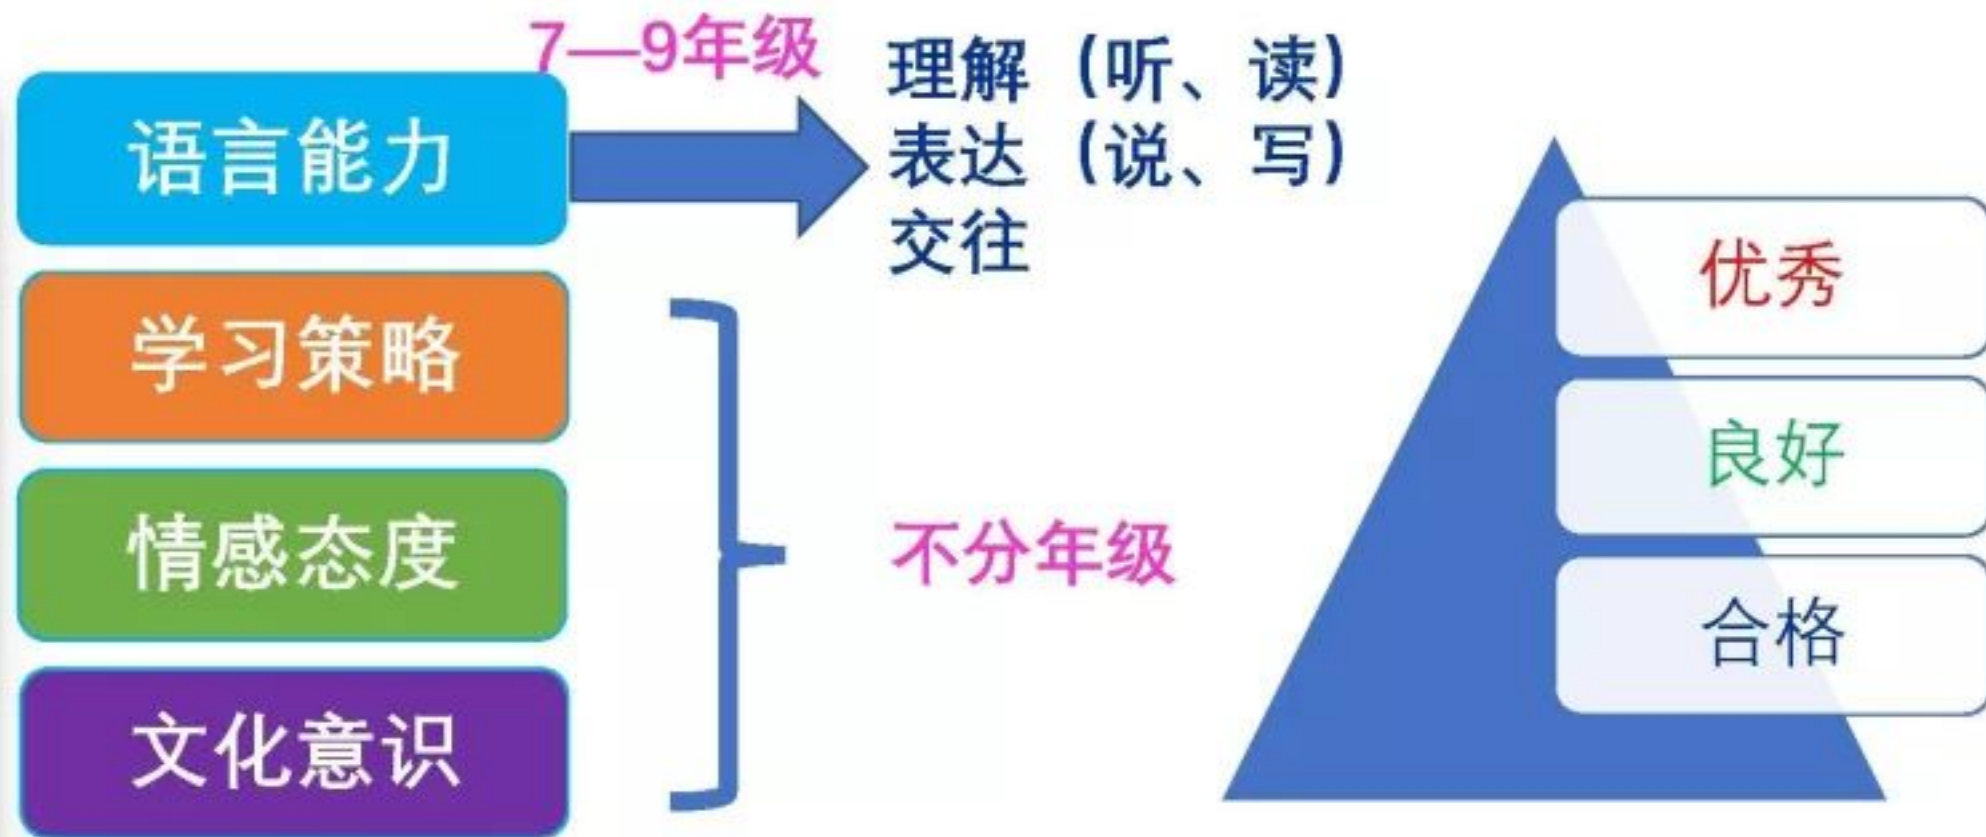 7—9年级
语言能力
理解（听、读）
表达（说、写）
交往
学习策略
情感态度
文化意识
不分年级
优秀
良好
合格